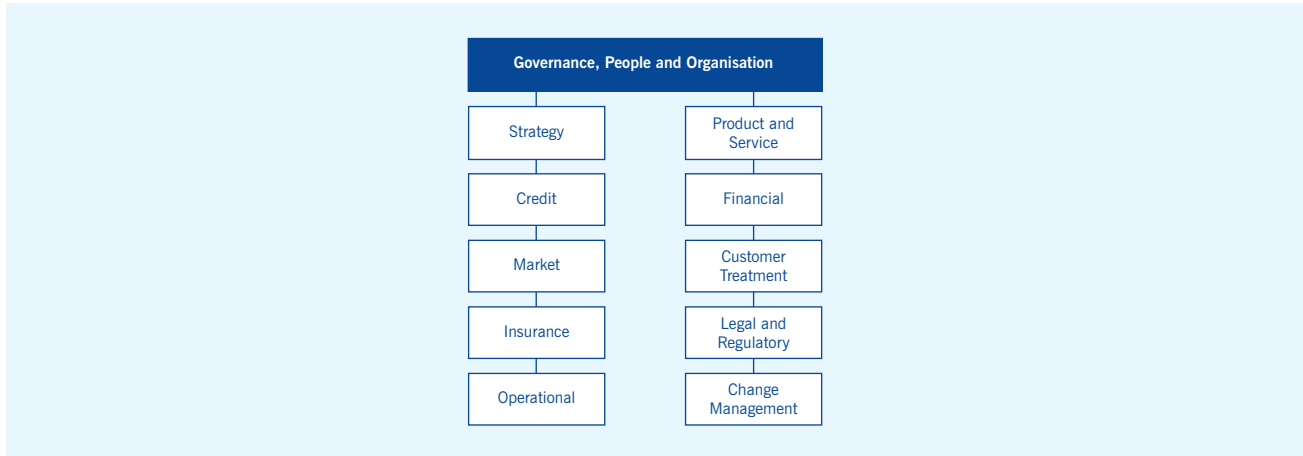 Governance, People and Organisation
Strategy
Credit
Market
Insurance
Operational
Product and
Service
Financial
Customer
Treatment
Legal and
Regulatory
Change
Management